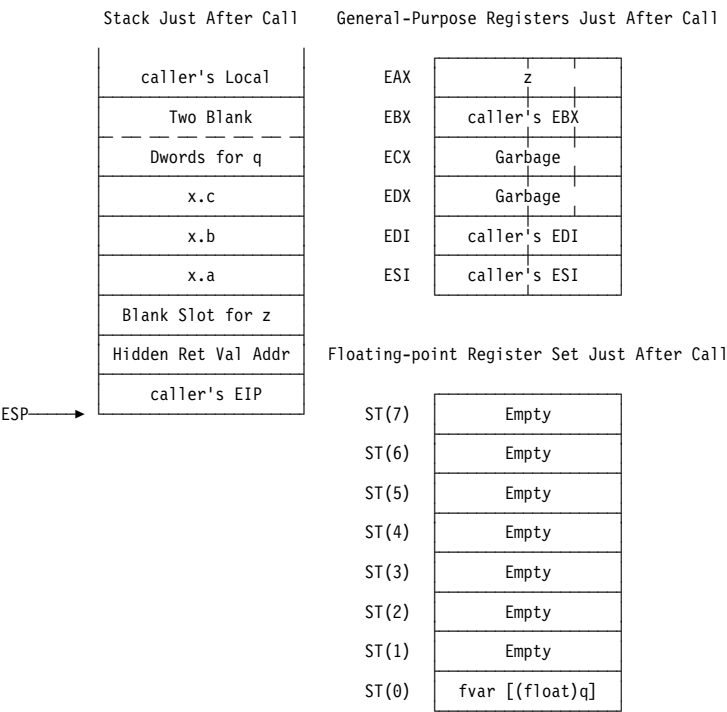 Stack Just After Call
caller's Local
Two Blank
Dwords for q
x.c
x.b
x.a
Blank Slot for z
Hidden Ret Val Addr
caller's EIP
ESP
General-Purpose Registers Just After Call
EAX z
EBX caller's EBX
ECX Garbage
EDX Garbage
EDI caller's EDI
ESI caller's ESI
Floating-point Register Set Just After Call
ST(7) Empty
ST(6) Empty
ST(5) Empty
ST(4) Empty
ST(3) Empty
ST(2) Empty
ST(1) Empty
ST(0) fvar [(float)q]